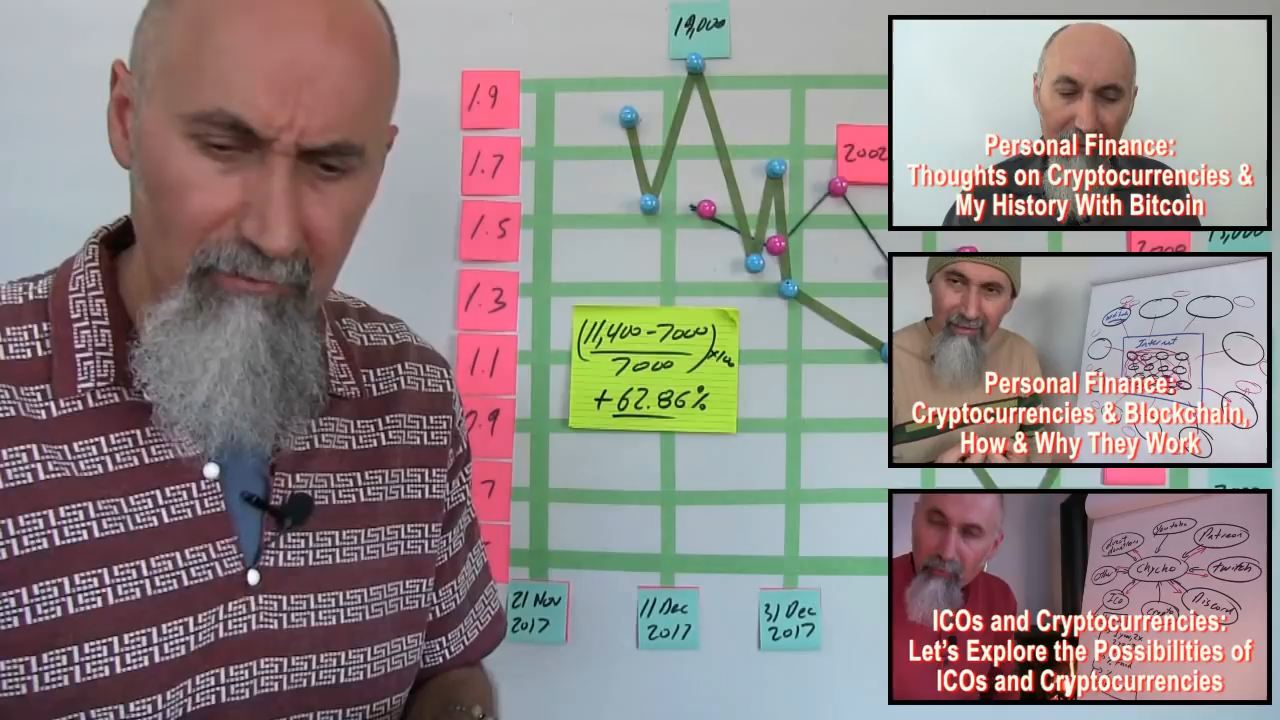 19,000
1.9
1.7
1.5
1.3
1.1
0.9
7
2002
(11,400-7000)x100
7000
+62.86%
21 Nov
2017
11 Dec
2017
31 Dec
2017
Personal Finance:
Thoughts on Cryptocurrencies &
My History With Bitcoin
Internet
Personal Finance:
Cryptocurrencies & Blockchain,
How & Why They Work
Youtube
Patreon
Chycho
Twitch
Discord
ICO
ICOs and Cryptocurrencies:
Let's Explore the Possibilities of
ICOs and Cryptocurrencies